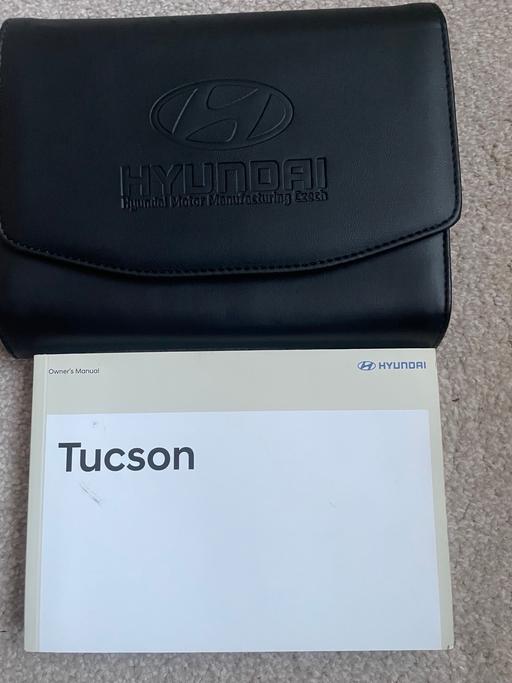 HYUNDAI
Hyundai Motor Manufacturing Czech
Owner's Manual
HYUNDAI
Tucson